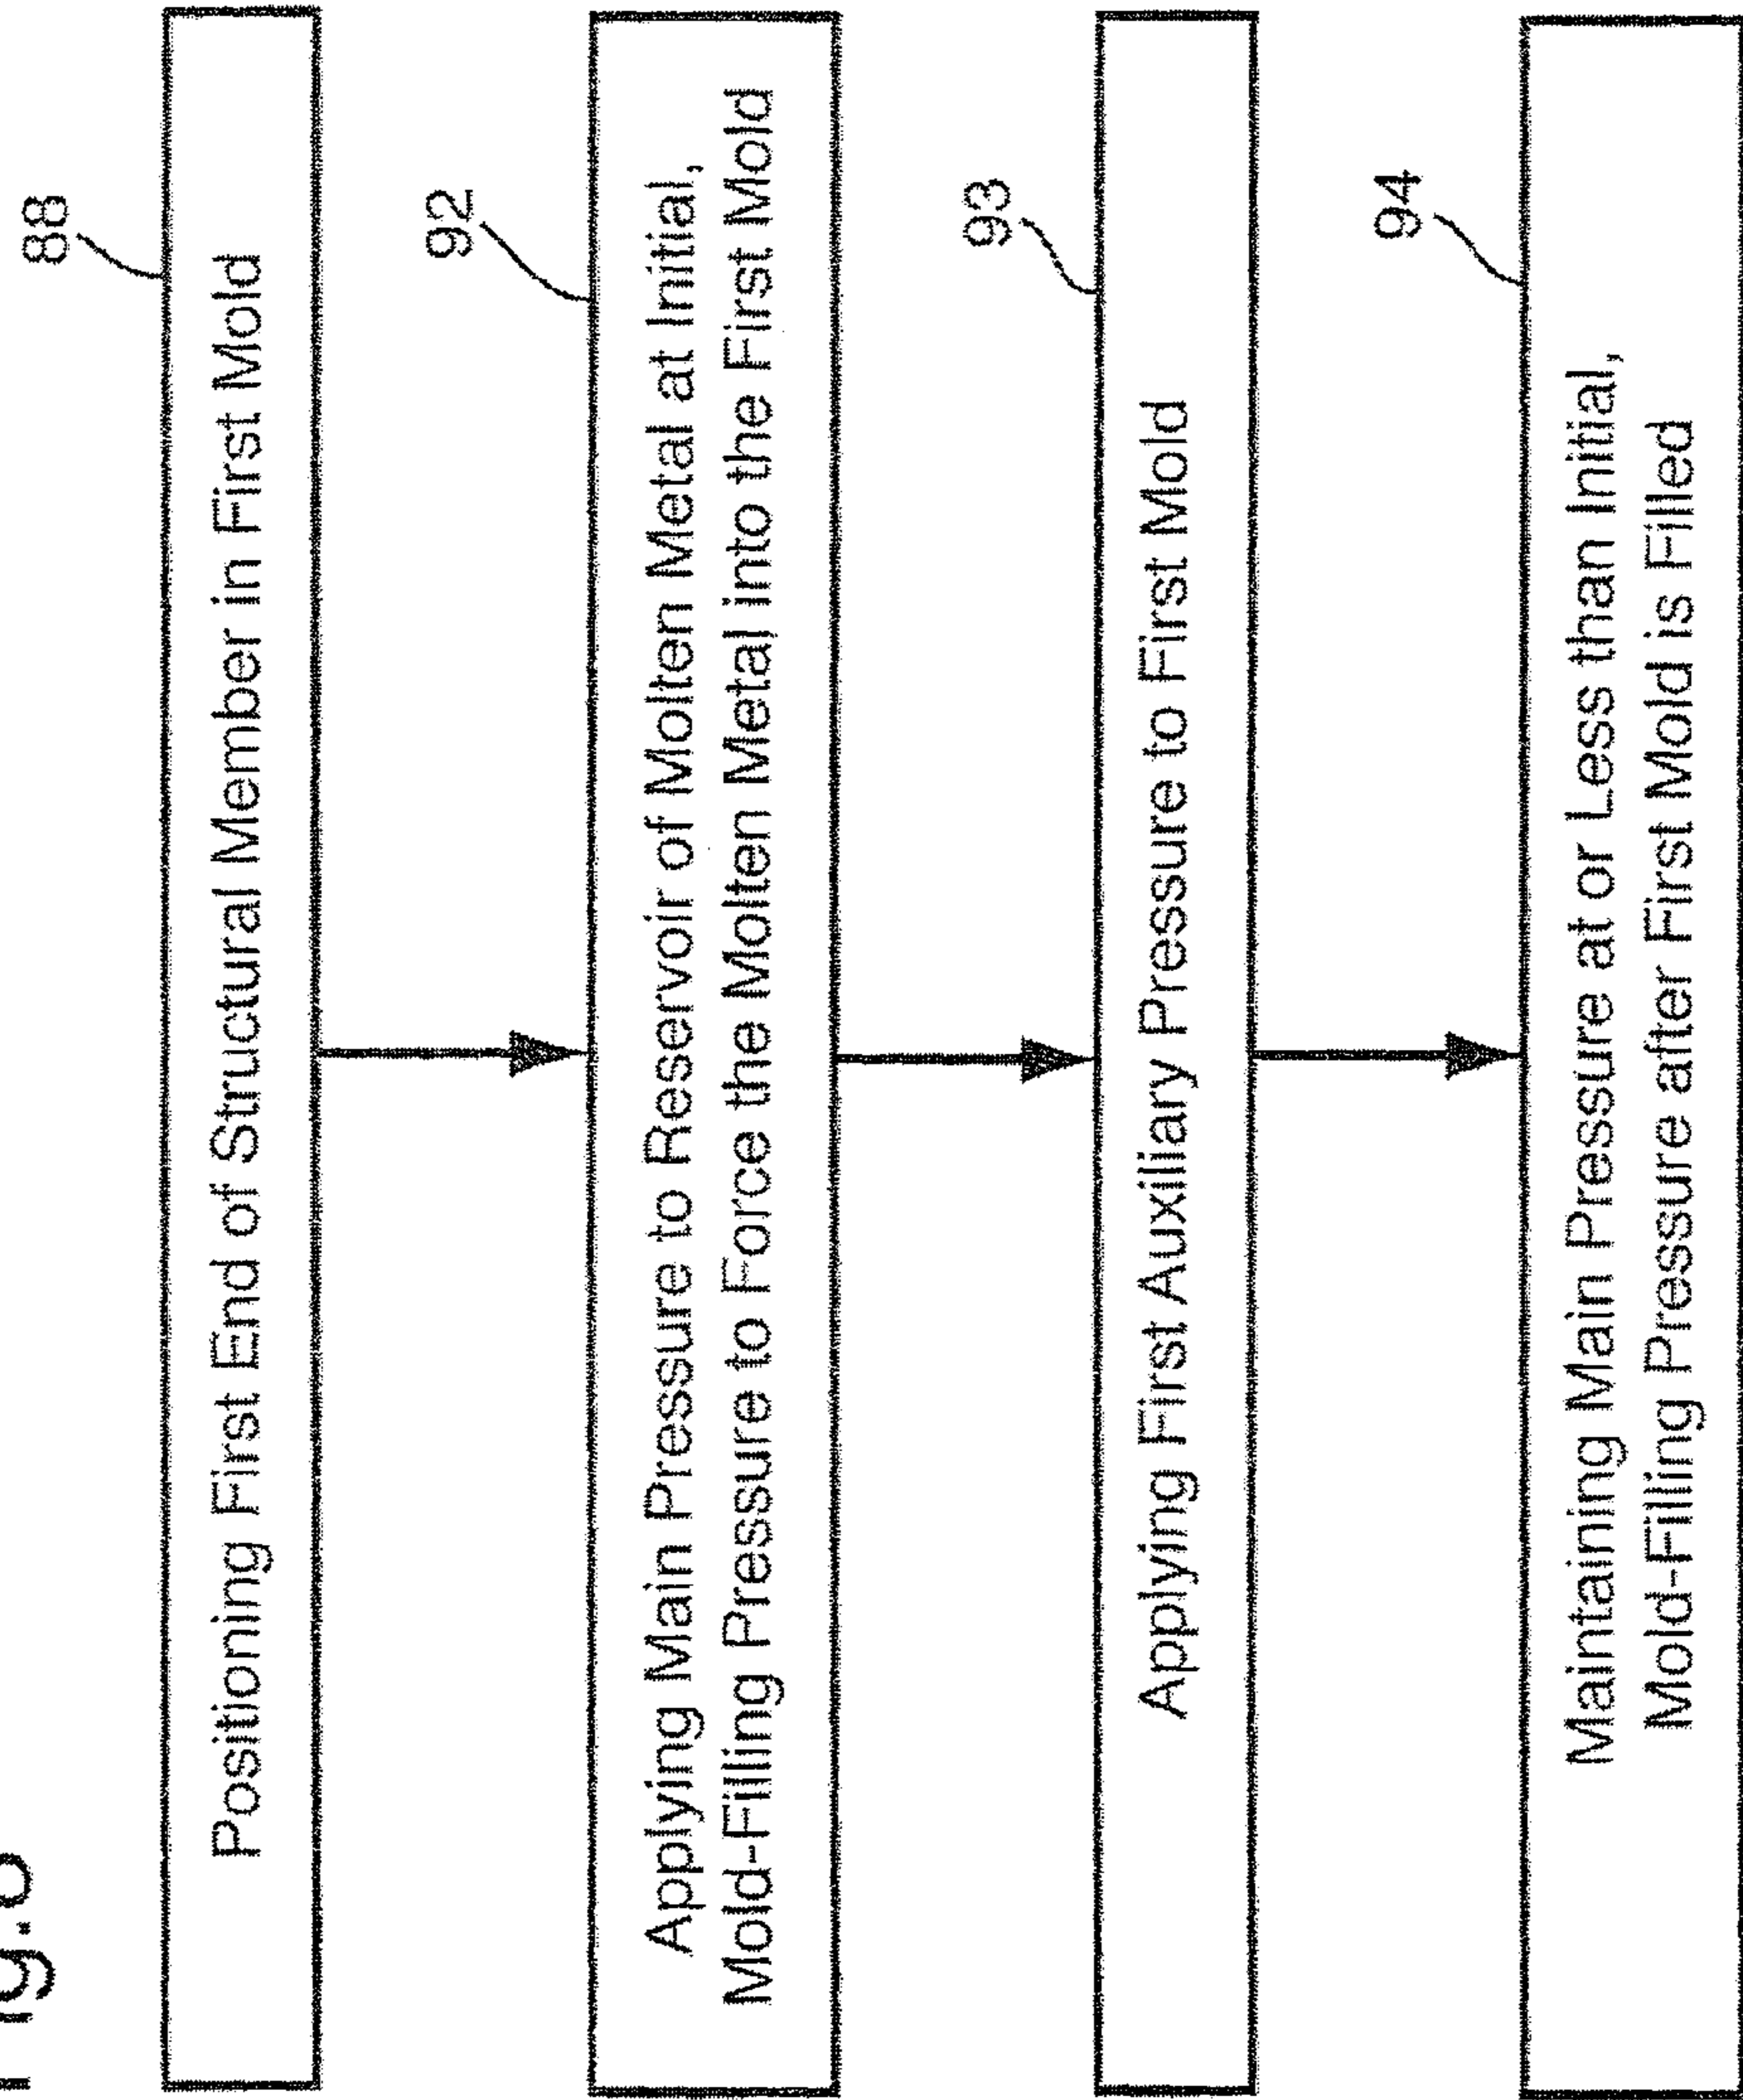 Fig.
88
Positioning First End of Structural Member in First Mold
92
Applying Main Pressure to Reservoir of Molten Metal at Initial,
Mold-Filling Pressure to Force the Molten Metal into the First Mold
93
Applying First Auxiliary Pressure to First Mold
94
Maintaining Main Pressure at or Less than Initial,
Mold-Filling Pressure after First Mold is Filled